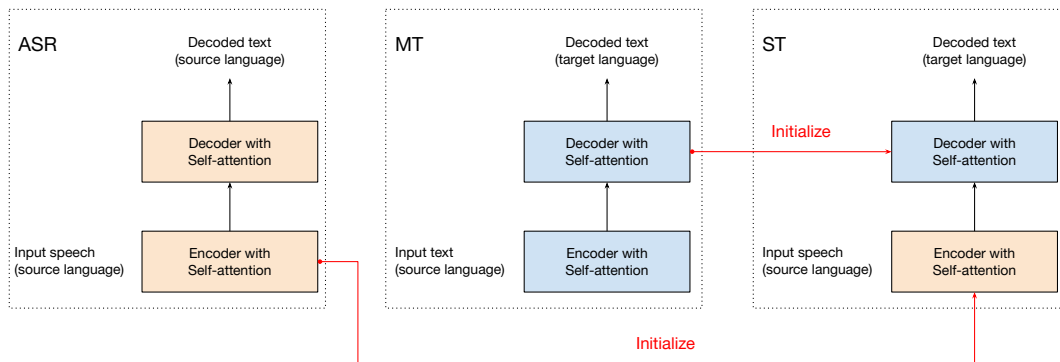 ASR
Decoded text
(source language)
Decoder with
Self-attention
Input speech
(source language)
Encoder with
Self-attention
MT
Decoded text
(target language)
Decoder with
Self-attention
Input text
(source language)
Encoder with
Self-attention
Initialize
ST
Decoded text
(target language)
Decoder with
Self-attention
Input speech
(source language)
Encoder with
Self-attention
Initialize